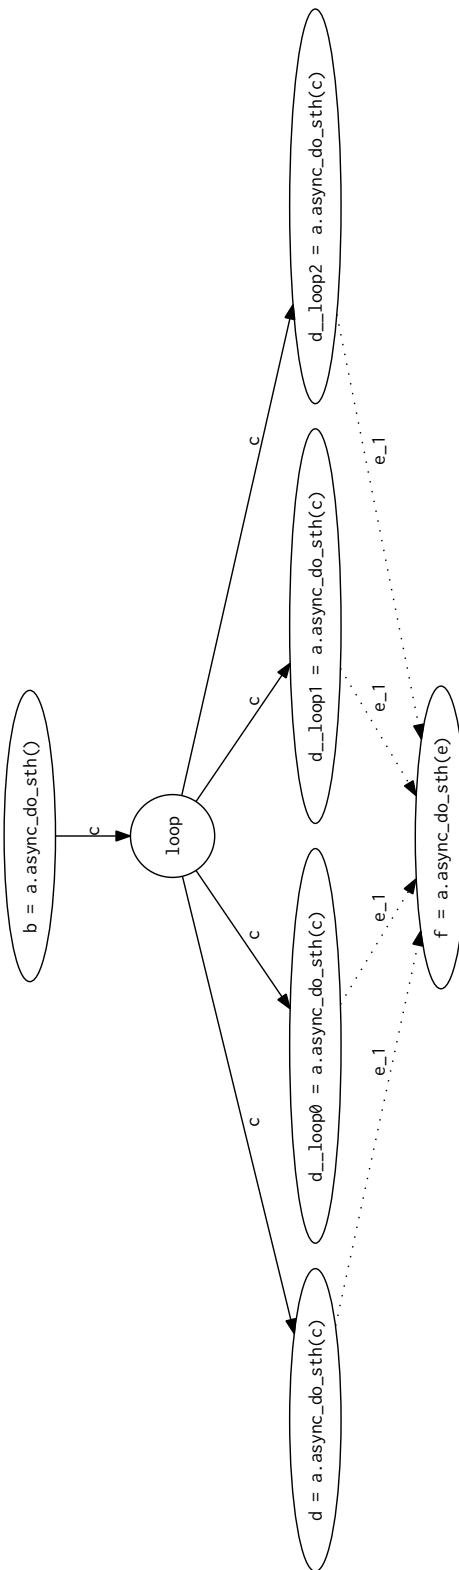 b = a.async_do_sth()
c
loop
c
c
c
c
d = a.async_do_sth(c)
d__loop0 = a.async_do_sth(c)
d__loop1 = a.async_do_sth(c)
d__loop2 = a.async_do_sth(c)
e_1
e_1
e_1
e_1
f = a.async_do_sth(e)